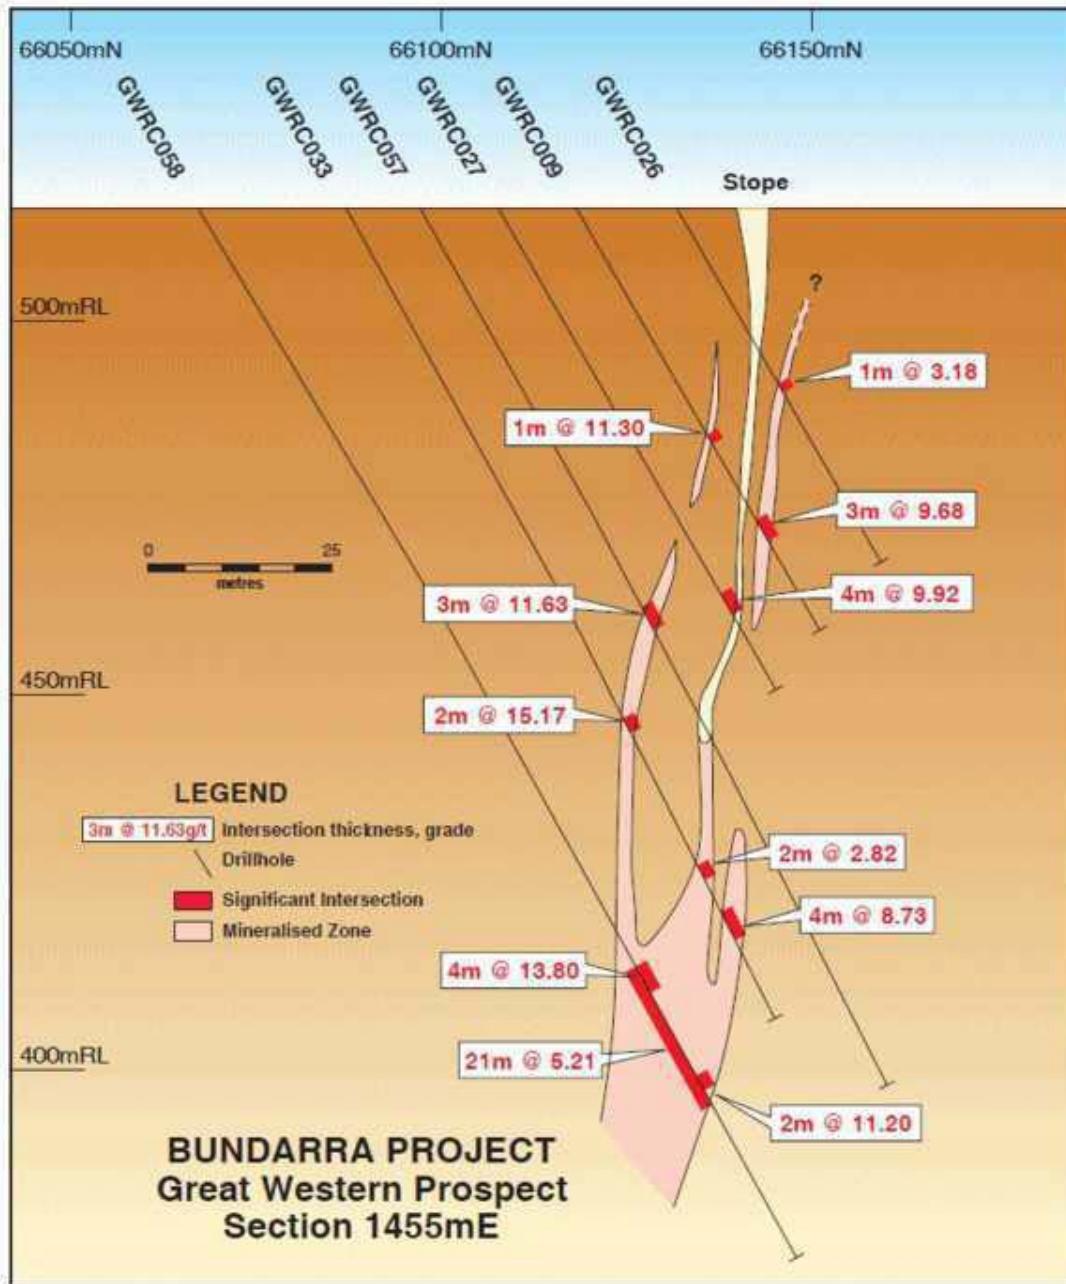 66050mN
66100mN
66150mN
GWRC058
GWRC033
GWRC057
GWRC027
GWRC009
GWRC026
Stope
500mRL
?
1m @ 3.18
1m @ 11.30
3m @ 9.68
0 25
metres
3m @ 11.63
4m @ 9.92
450mRL
2m @ 15.17
LEGEND
3m @ 11.63g/t Intersection thickness, grade
Drillhole
Significant Intersection
Mineralised Zone
2m @ 2.82
4m @ 8.73
4m @ 13.80
400mRL
21m @ 5.21
2m @ 11.20
BUNDARRA PROJECT
Great Western Prospect
Section 1455mE